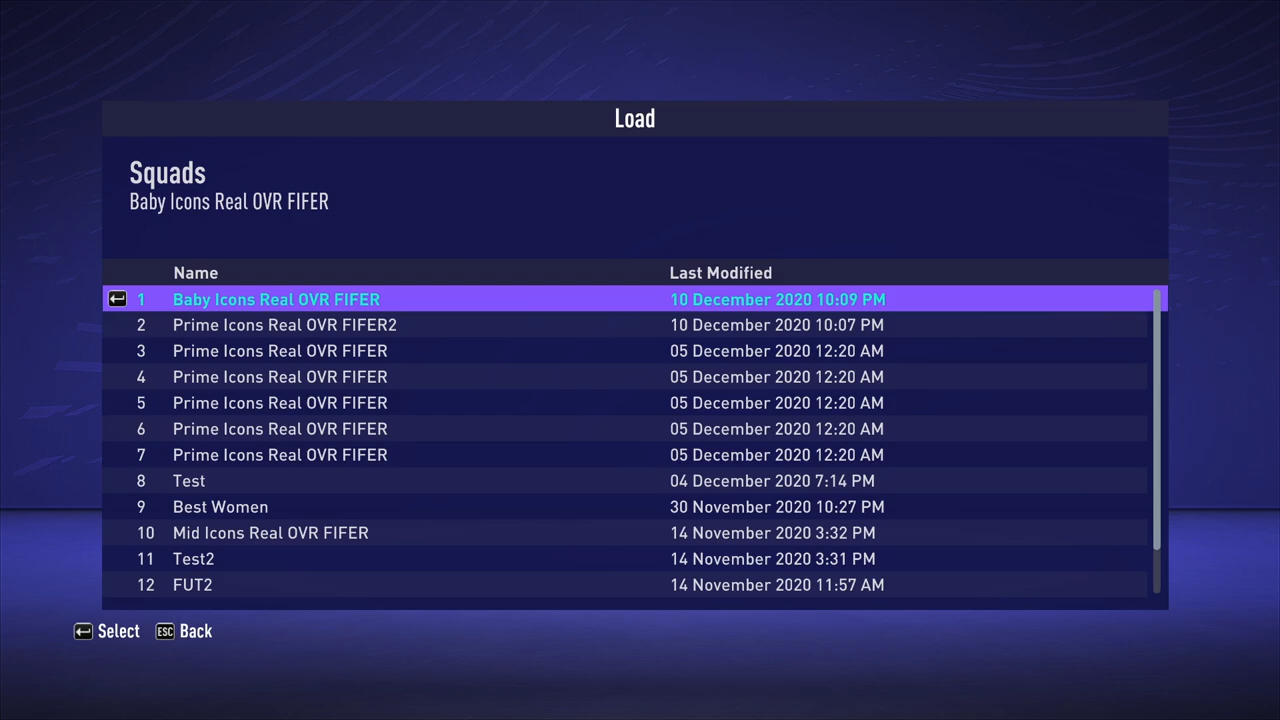 Load
Squads
Baby Icons Real OVR FIFER
Name Last Modified
1 Baby Icons Real OVR FIFER 10 December 2020 10:09 PM
2 Prime Icons Real OVR FIFER2 10 December 2020 10:07 PM
3 Prime Icons Real OVR FIFER 05 December 2020 12:20 AM
4 Prime Icons Real OVR FIFER 05 December 2020 12:20 AM
5 Prime Icons Real OVR FIFER 05 December 2020 12:20 AM
6 Prime Icons Real OVR FIFER 05 December 2020 12:20 AM
7 Prime Icons Real OVR FIFER 05 December 2020 12:20 AM
8 Test 04 December 2020 7:14 PM
9 Best Women 30 November 2020 10:27 PM
10 Mid Icons Real OVR FIFER 14 November 2020 3:32 PM
11 Test2 14 November 2020 3:31 PM
12 FUT2 14 November 2020 11:57 AM
Select ESC Back